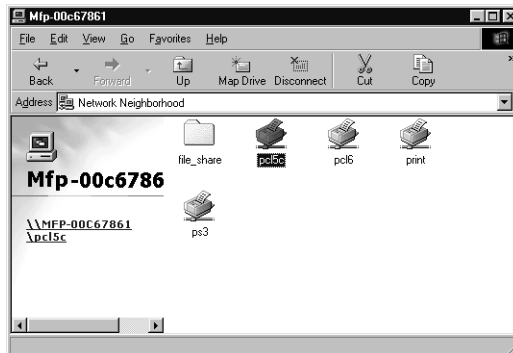 Mfp-00c67861
File Edit View Go Favorites Help
Back Forward Up Map Drive Disconnect Cut Copy »
Address Network Neighborhood
file_share pcl5c pcl6 print
Mfp-00c6786
\\MFP-00C67861
\pcl5c
ps3